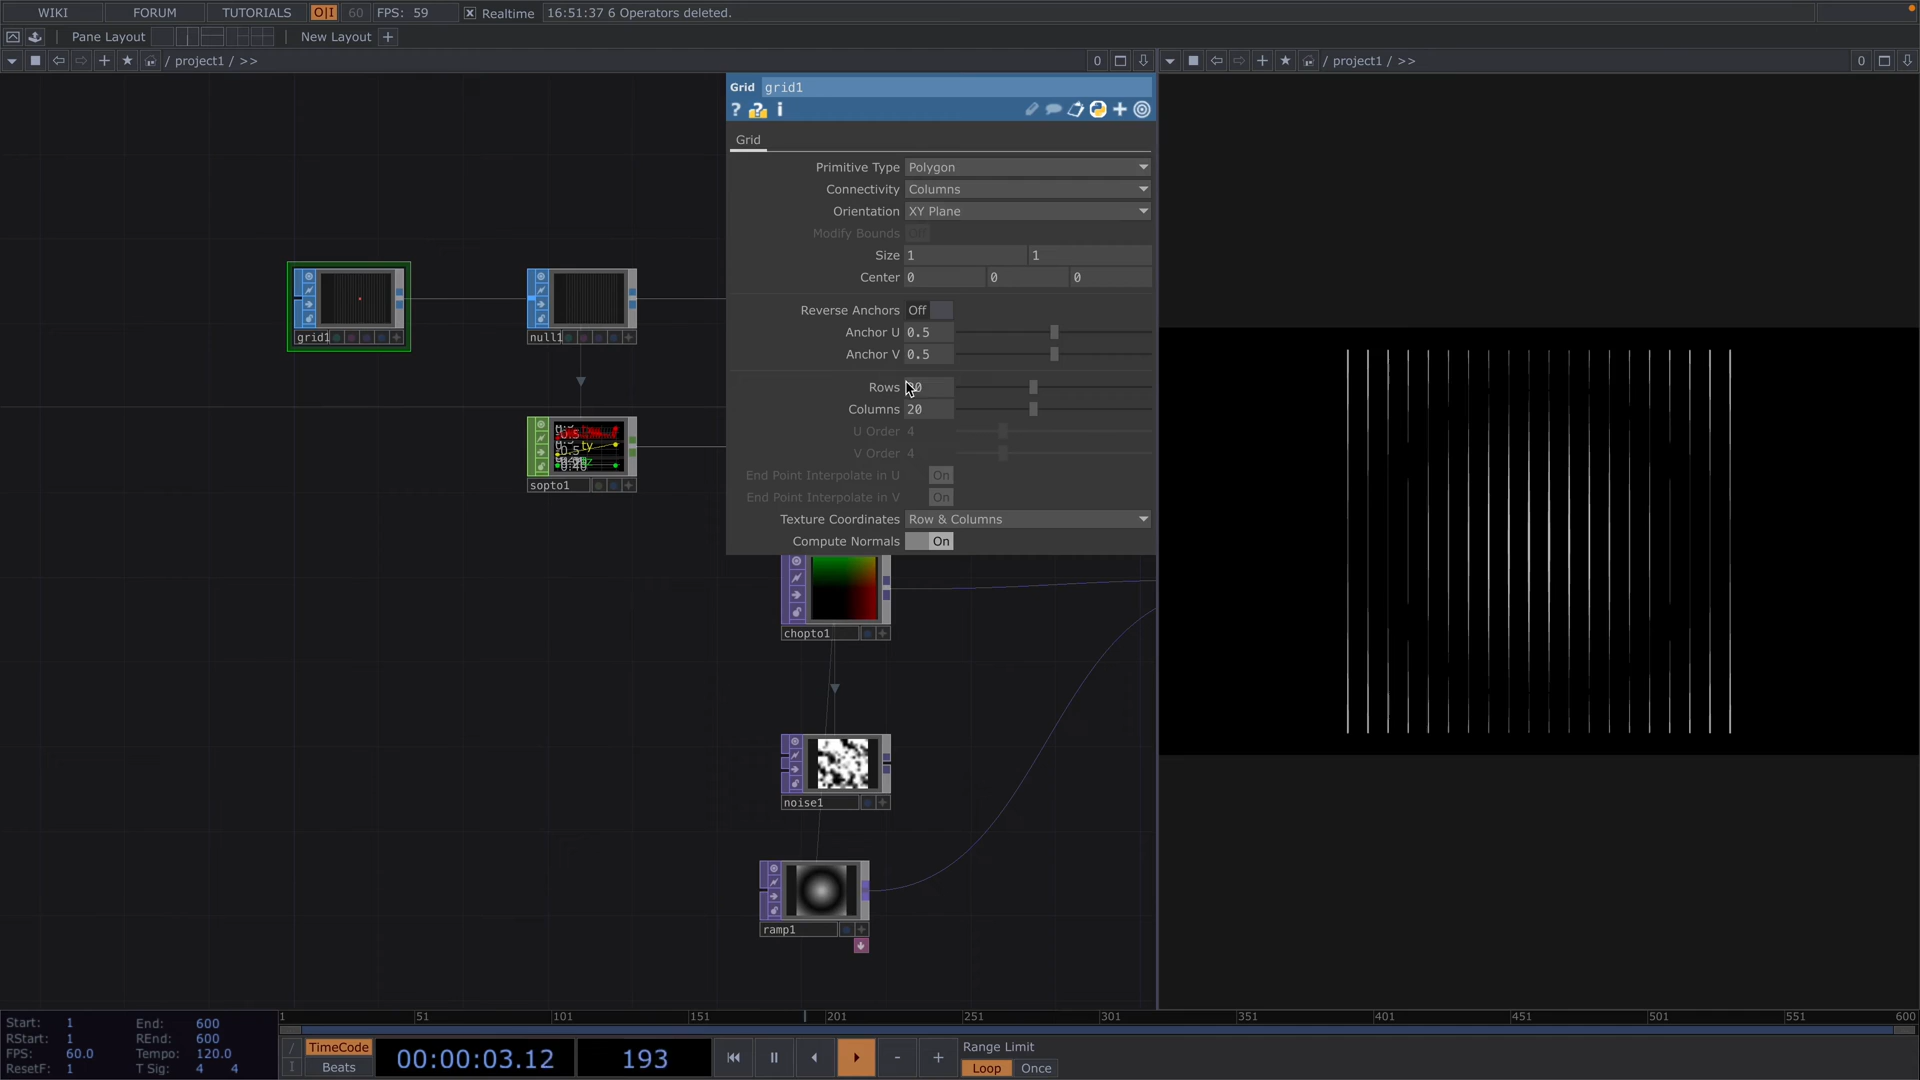 WIKI FORUM TUTORIALS O|I 60 FPS: 59 Realtime 16:51:37 6 Operators deleted.
Pane Layout New Layout
/ project1 / >> 0 / project1 / >> 0
Grid grid1
? ? i
Grid
Primitive Type Polygon
Connectivity Columns
Orientation XY Plane
Modify Bounds Off
Size 1 1
Center 0 0 0
Reverse Anchors Off
Anchor U 0.5
Anchor V 0.5
Rows
Columns 20
U Order 4
V Order 4
End Point Interpolate in U On
End Point Interpolate in V On
Texture Coordinates Row & Columns
Compute Normals On
grid1
null1
ty
sopto1
chopto1
noise1
ramp1
1 51 101 151 201 251 301 351 401 451 501 551 600
Start: 1 End: 600
RStart: 1 REnd: 600
FPS: 60.0 Tempo: 120.0
ResetF: 1 T Sig: 4 4
TimeCode
Beats
00:00:03.12 193
Range Limit
Loop Once